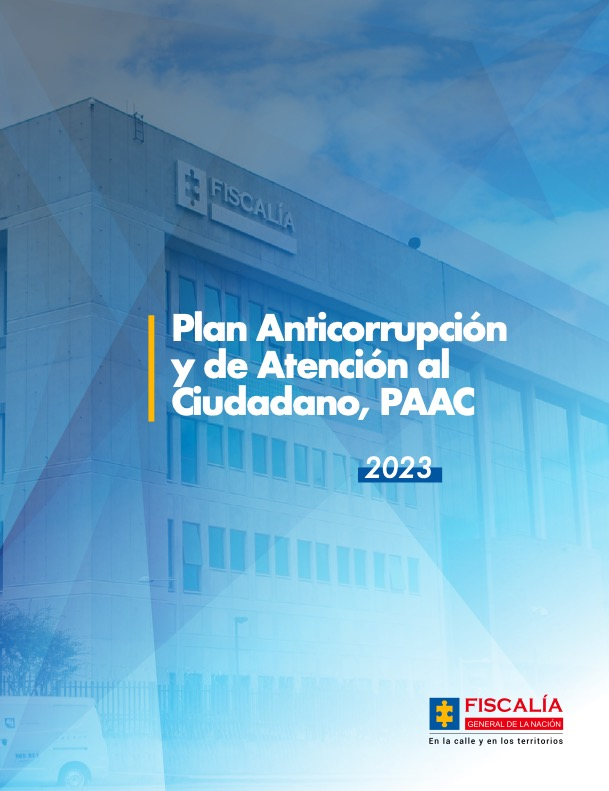 FISCALÍA
Plan Anticorrupción
y de Atención al
Ciudadano, PAAC
2023
FISCALÍA
GENERAL DE LA NACIÓN
En la calle y en los territorios